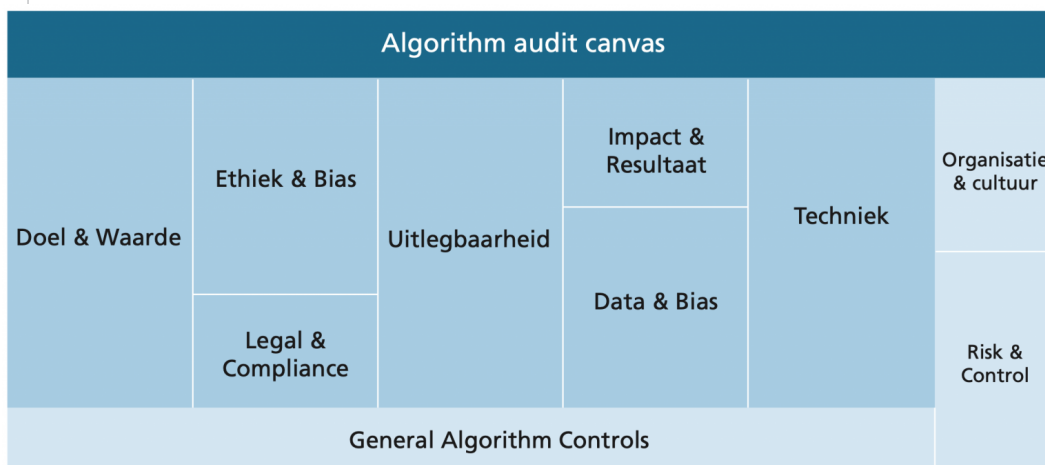 Algorithm audit canvas
Doel & Waarde
Ethiek & Bias
Legal &
Compliance
Uitlegbaarheid
Impact &
Resultaat
Data & Bias
Techniek
Organisatie
& cultuur
Risk &
Control
General Algorithm Controls